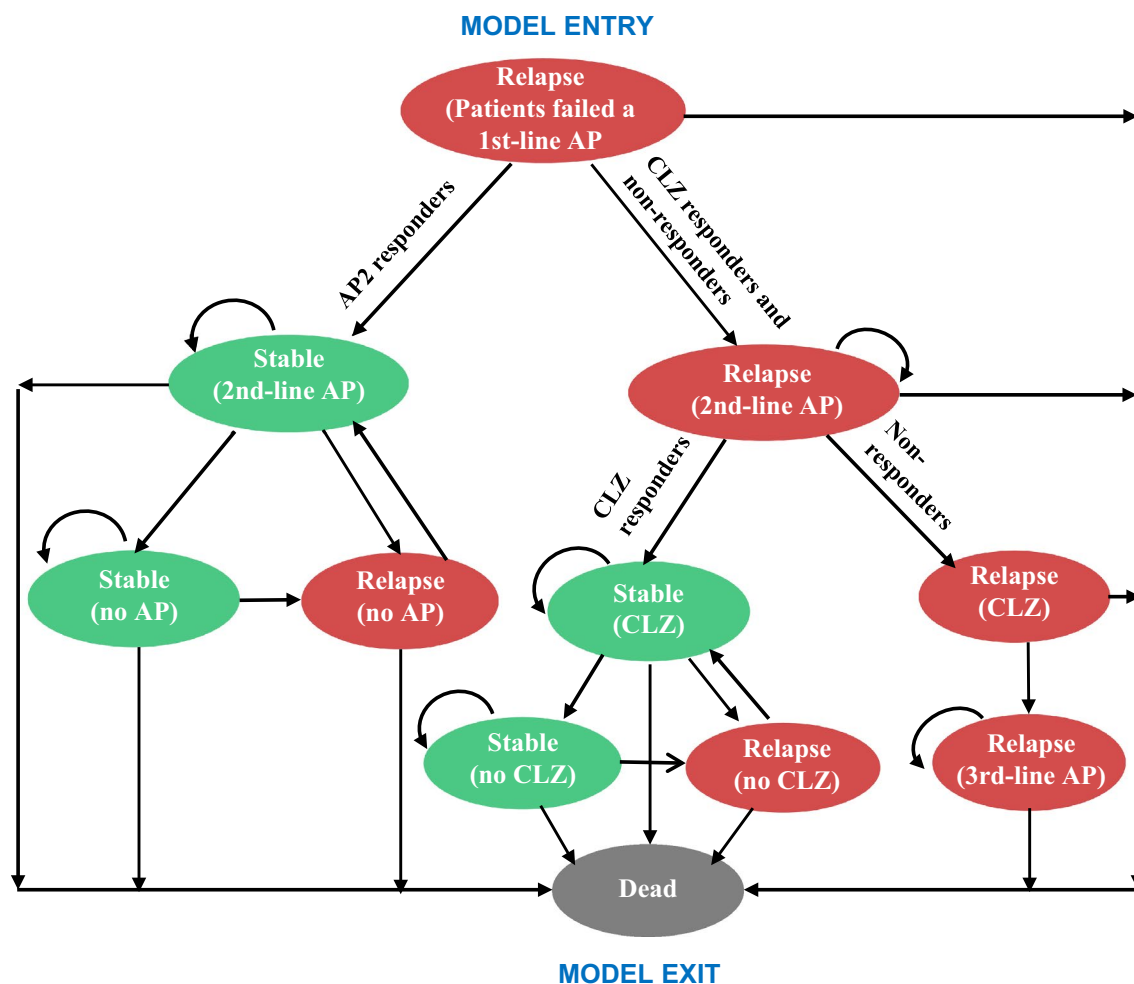 MODEL ENTRY
Relapse
(Patients failed a
1st-line AP
AP2 responders
CLZ responders and
non-responders
Stable
(2nd-line AP)
Relapse
(2nd-line AP)
CLZ
responders
Non-
responders
Stable
(no AP)
Relapse
(no AP)
Stable
(CLZ)
Relapse
(CLZ)
Stable
(no CLZ)
Relapse
(no CLZ)
Relapse
(3rd-line AP)
Dead
MODEL EXIT